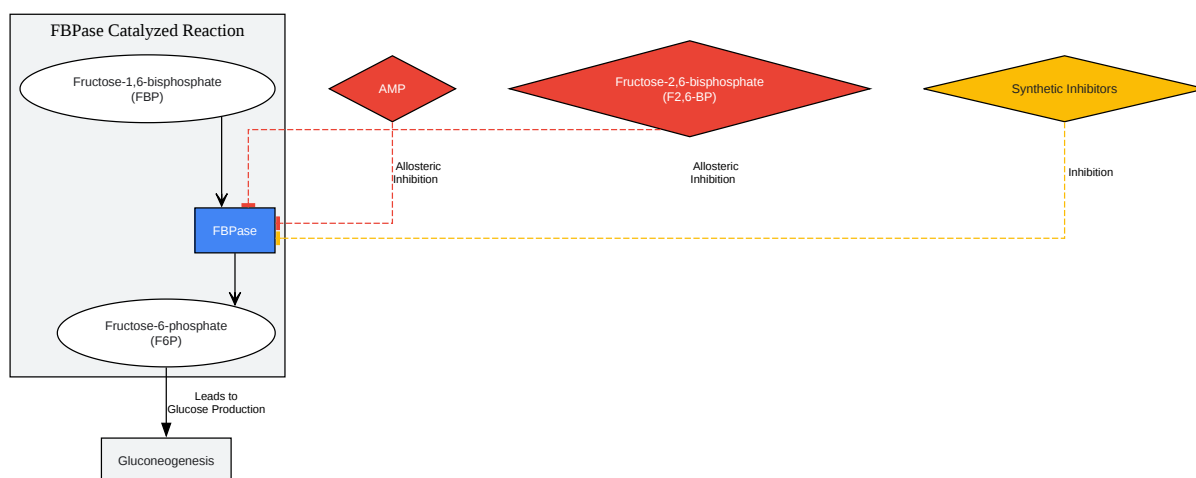 FBPase Catalyzed Reaction
Fructose-1,6-bisphosphate
(FBP)
AMP
Fructose-2,6-bisphosphate
(F2,6-BP)
Synthetic Inhibitors
Allosteric
Inhibition
Allosteric
Inhibition
Inhibition
FBPase
Fructose-6-phosphate
(F6P)
Leads to
Glucose Production
Gluconeogenesis